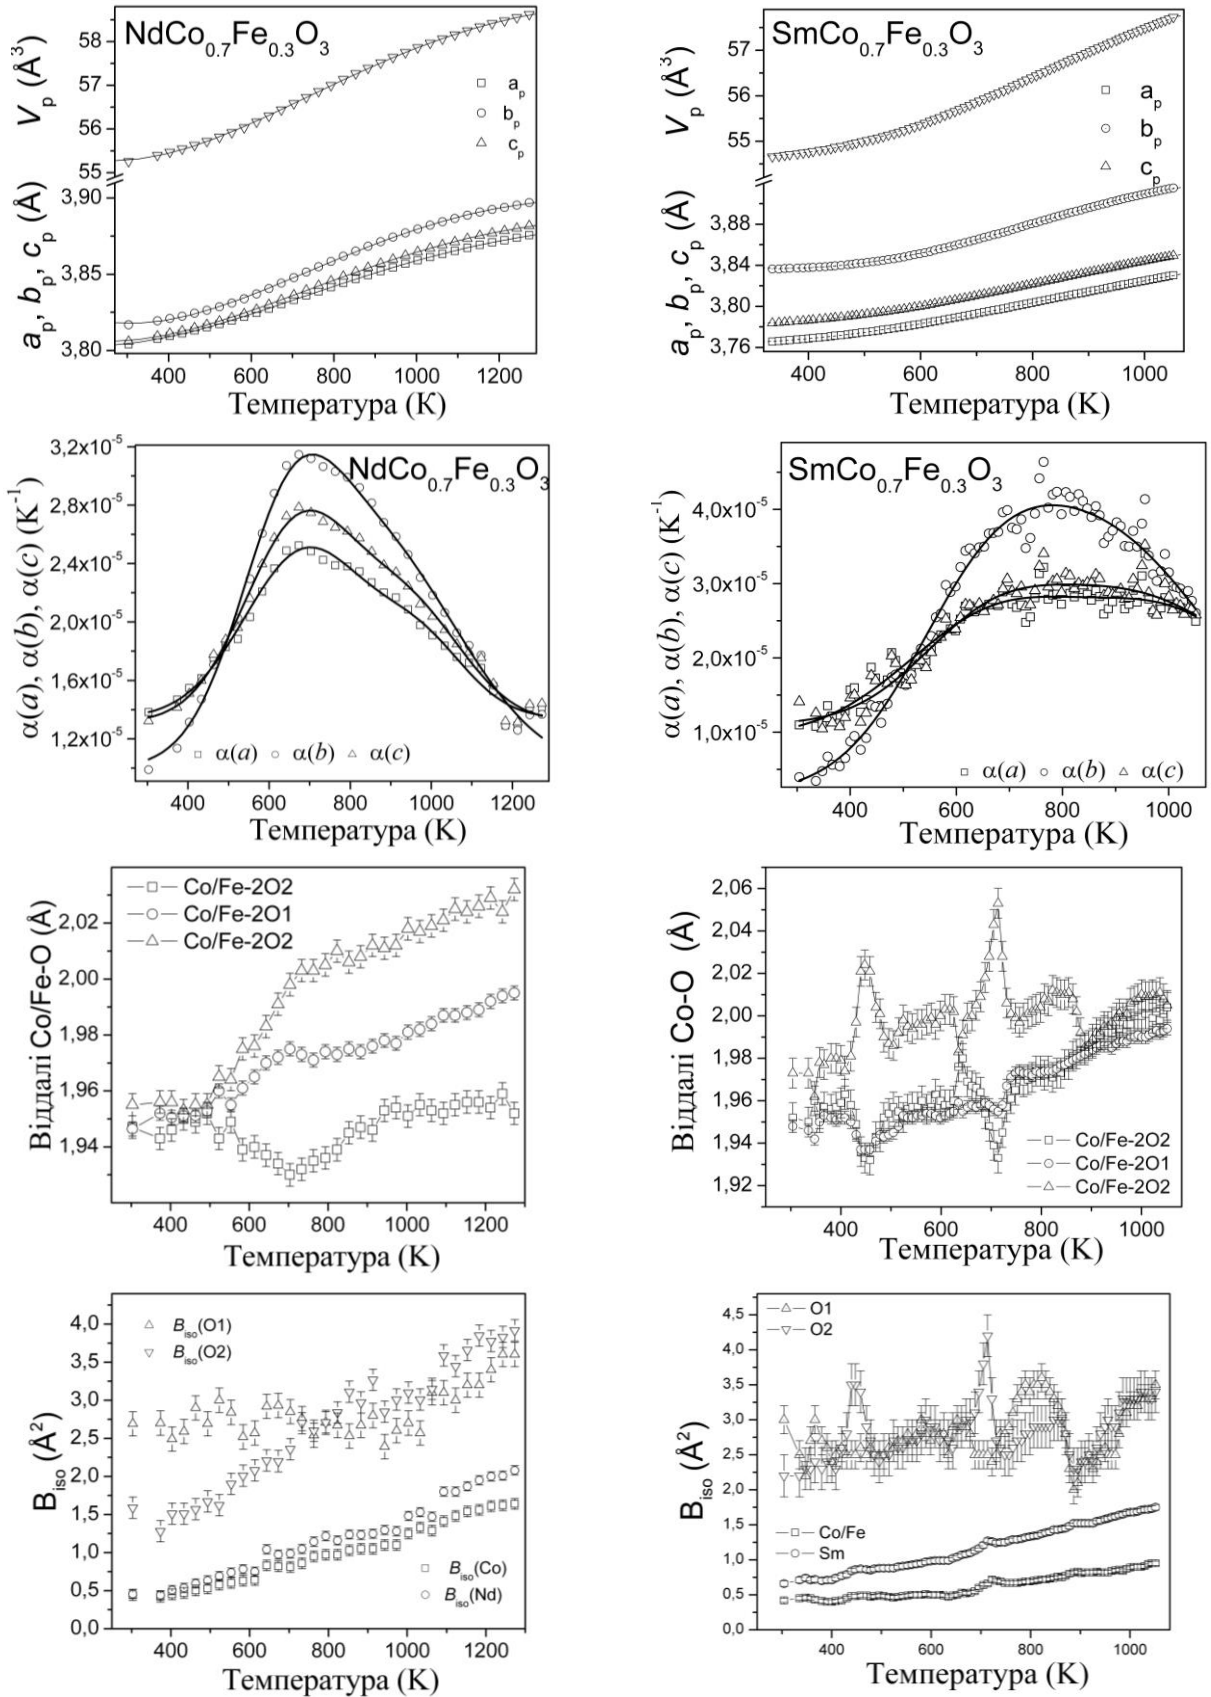 NdCo0.7Fe0.3O3
Vp (Å3)
58
57
56
55
ap
bp
cp
ap, bp, cp (Å)
3,90
3,85
3,80
400 600 800 1000 1200
Температура (К)
SmCo0.7Fe0.3O3
Vp (Å3)
57
56
55
ap
bp
cp
ap, bp, cp (Å)
3,88
3,84
3,80
3,76
400 600 800 1000
Температура (К)
NdCo0.7Fe0.3O3
α(a), α(b), α(c) (K-1)
3,2x10-5
2,8x10-5
2,4x10-5
2,0x10-5
1,6x10-5
1,2x10-5
α(a) α(b) α(c)
400 600 800 1000 1200
Температура (К)
SmCo0.7Fe0.3O3
α(a), α(b), α(c) (K-1)
4,0x10-5
3,0x10-5
2,0x10-5
1,0x10-5
α(a) α(b) α(c)
400 600 800 1000
Температура (К)
Віддалі Co/Fe-O (Å)
Co/Fe-2O2
Co/Fe-2O1
Co/Fe-2O2
2,02
2,00
1,98
1,96
1,94
400 600 800 1000 1200
Температура (К)
Віддалі Co-O (Å)
2,06
2,04
2,02
2,00
1,98
1,96
1,94
1,92
Co/Fe-2O2
Co/Fe-2O1
Co/Fe-2O2
400 600 800 1000
Температура (К)
Biso (Å2)
4,0
3,5
3,0
2,5
2,0
1,5
1,0
0,5
0,0
Biso(O1)
Biso(O2)
Biso(Co)
Biso(Nd)
400 600 800 1000 1200
Температура (К)
Biso (Å2)
4,5
4,0
3,5
3,0
2,5
2,0
1,5
1,0
0,5
0,0
O1
O2
Co/Fe
Sm
400 600 800 1000
Температура (К)